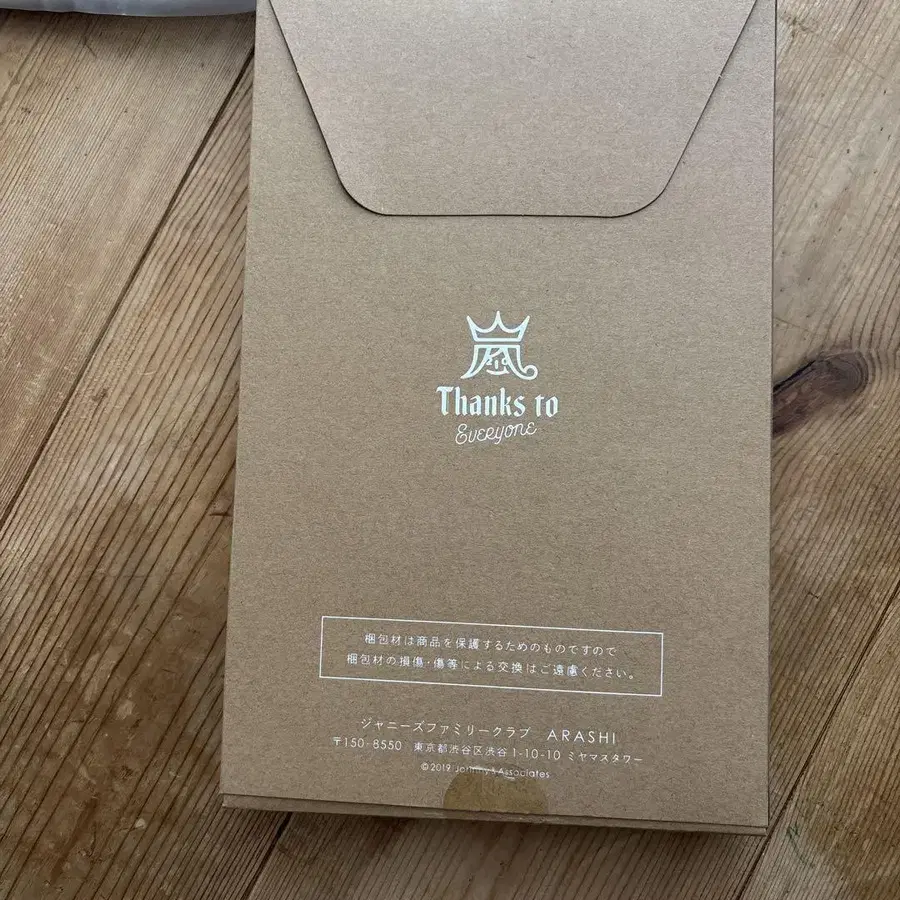 Thanks to
EVERYONE
梱包材は商品を保護するためのものですので
梱包材の損傷・傷等による交換はご遠慮ください。
ジャニーズファミリークラブ ARASHI
〒150-8550 東京都渋谷区渋谷 1-10-10 ミヤマスタワー
©2019 Johnny&Associates